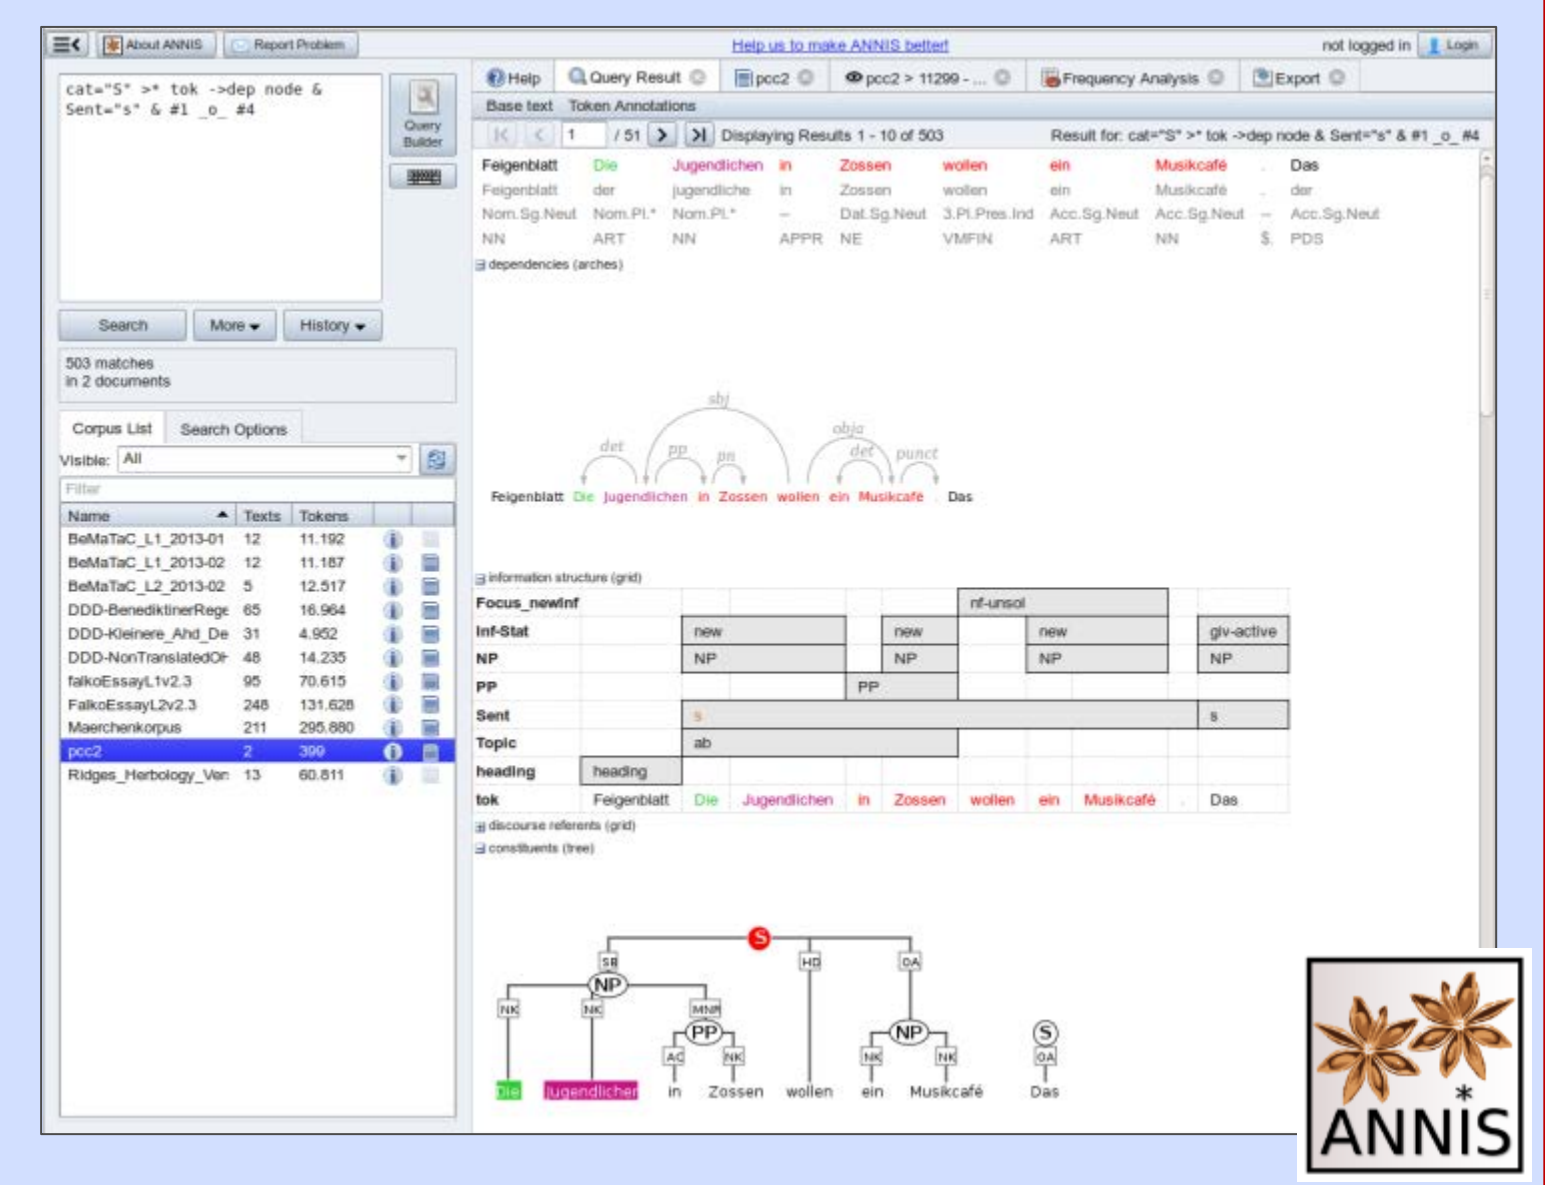 About ANNIS Report Problem Help us to make ANNIS better! not logged in Login
cat="S" >* tok ->dep node &
Sent="s" & #1 _o_ #4
Query
Builder
Search More History
503 matches
in 2 documents
Corpus List Search Options
Visible: All
Filter
Name Texts Tokens
BeMaTaC_L1_2013-01 12 11.192
BeMaTaC_L1_2013-02 12 11.187
BeMaTaC_L2_2013-02 5 12.517
DDD-BenediktinerRege 65 16.964
DDD-Kleinere_Ahd_De 31 4.952
DDD-NonTranslatedOH 48 14.235
falkoEssayL1v2.3 95 70.615
FalkoEssayL2v2.3 248 131.628
Maerchenkorpus 211 295.880
pcc2 2 399
Ridges_Herbology_Ver: 13 60.811
Help Query Result pcc2 pcc2 > 11299 - ... Frequency Analysis Export
Base text Token Annotations
1 / 51 Displaying Results 1 - 10 of 503 Result for: cat="S" >* tok ->dep node & Sent="s" & #1 _o_ #4
Feigenblatt Die Jugendlichen in Zossen wollen ein Musikcafé . Das
Feigenblatt der jugendliche in Zossen wollen ein Musikcafé . der
Nom.Sg.Neut Nom.Pl.* Nom.Pl.* -- Dat.Sg.Neut 3.Pl.Pres.Ind Acc.Sg.Neut Acc.Sg.Neut -- Acc.Sg.Neut
NN ART NN APPR NE VMFIN ART NN $. PDS
dependencies (arches)
sbj
obja
det pp pn det punct
Feigenblatt Die Jugendlichen in Zossen wollen ein Musikcafé . Das
information structure (grid)
Focus_newInf nf-unsol
Inf-Stat new new new giv-active
NP NP NP NP NP
PP PP
Sent s s
Topic ab
heading heading
tok Feigenblatt Die Jugendlichen in Zossen wollen ein Musikcafé . Das
discourse referents (grid)
constituents (tree)
S
SB HD OA
NP
NK NK MNR
PP NP S
AC NK NK NK OA
Die Jugendlichen in Zossen wollen ein Musikcafé Das
ANNIS